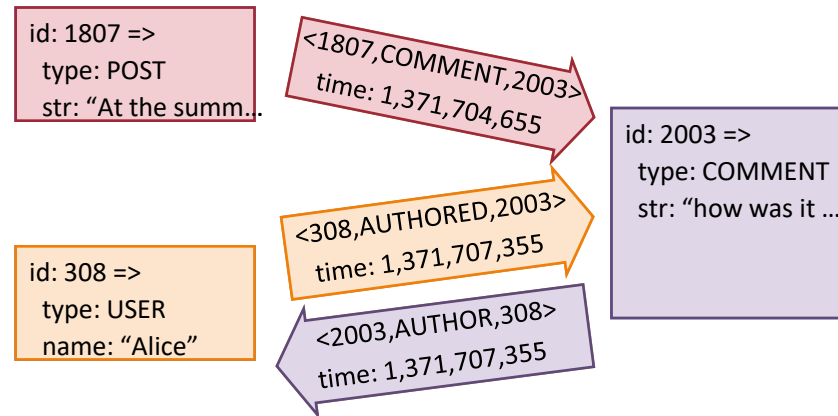 id: 1807 =>
type: POST
str: “At the summ…
<1807,COMMENT,2003>
time: 1,371,704,655
id: 2003 =>
type: COMMENT
str: “how was it …
<308,AUTHORED,2003>
time: 1,371,707,355
id: 308 =>
type: USER
name: “Alice”
<2003,AUTHOR,308>
time: 1,371,707,355